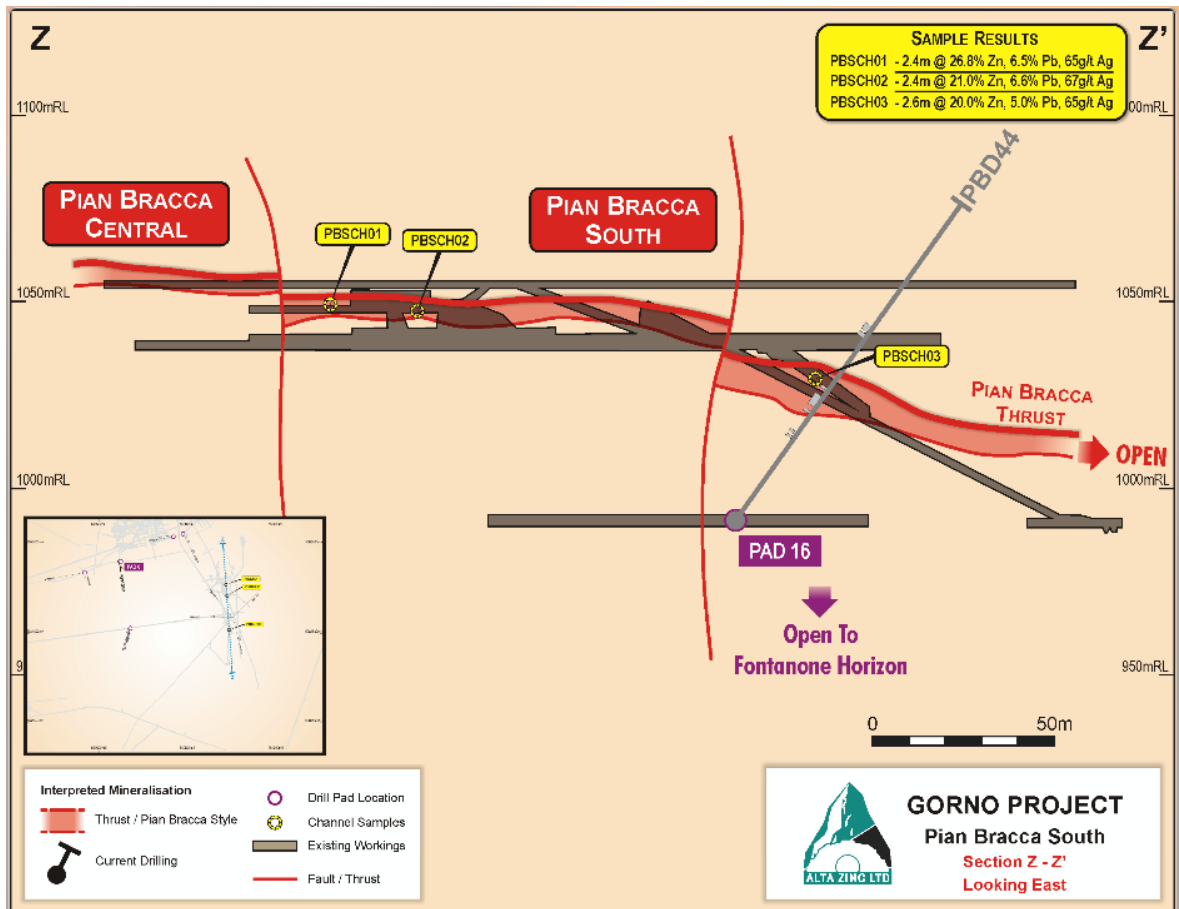 Z
Z'
SAMPLE RESULTS
PBSCH01 - 2.4m @ 26.8% Zn, 6.5% Pb, 65g/t Ag
PBSCH02 - 2.4m @ 21.0% Zn, 6.6% Pb, 67g/t Ag
PBSCH03 - 2.6m @ 20.0% Zn, 5.0% Pb, 65g/t Ag
1100mRL
00mRL
PBD44
PIAN BRACCA
CENTRAL
PIAN BRACCA
SOUTH
PBSCH01
PBSCH02
1050mRL
1050mRL
PBSCH03
PIAN BRACCA
THRUST
OPEN
1000mRL
1000mRL
PAD 16
Open To
Fontanone Horizon
9
950mRL
0
50m
Interpreted Mineralisation
Thrust / Pian Bracca Style
Current Drilling
Drill Pad Location
Channel Samples
Existing Workings
Fault / Thrust
ALTA ZINC LTD
GORNO PROJECT
Pian Bracca South
Section Z - Z'
Looking East